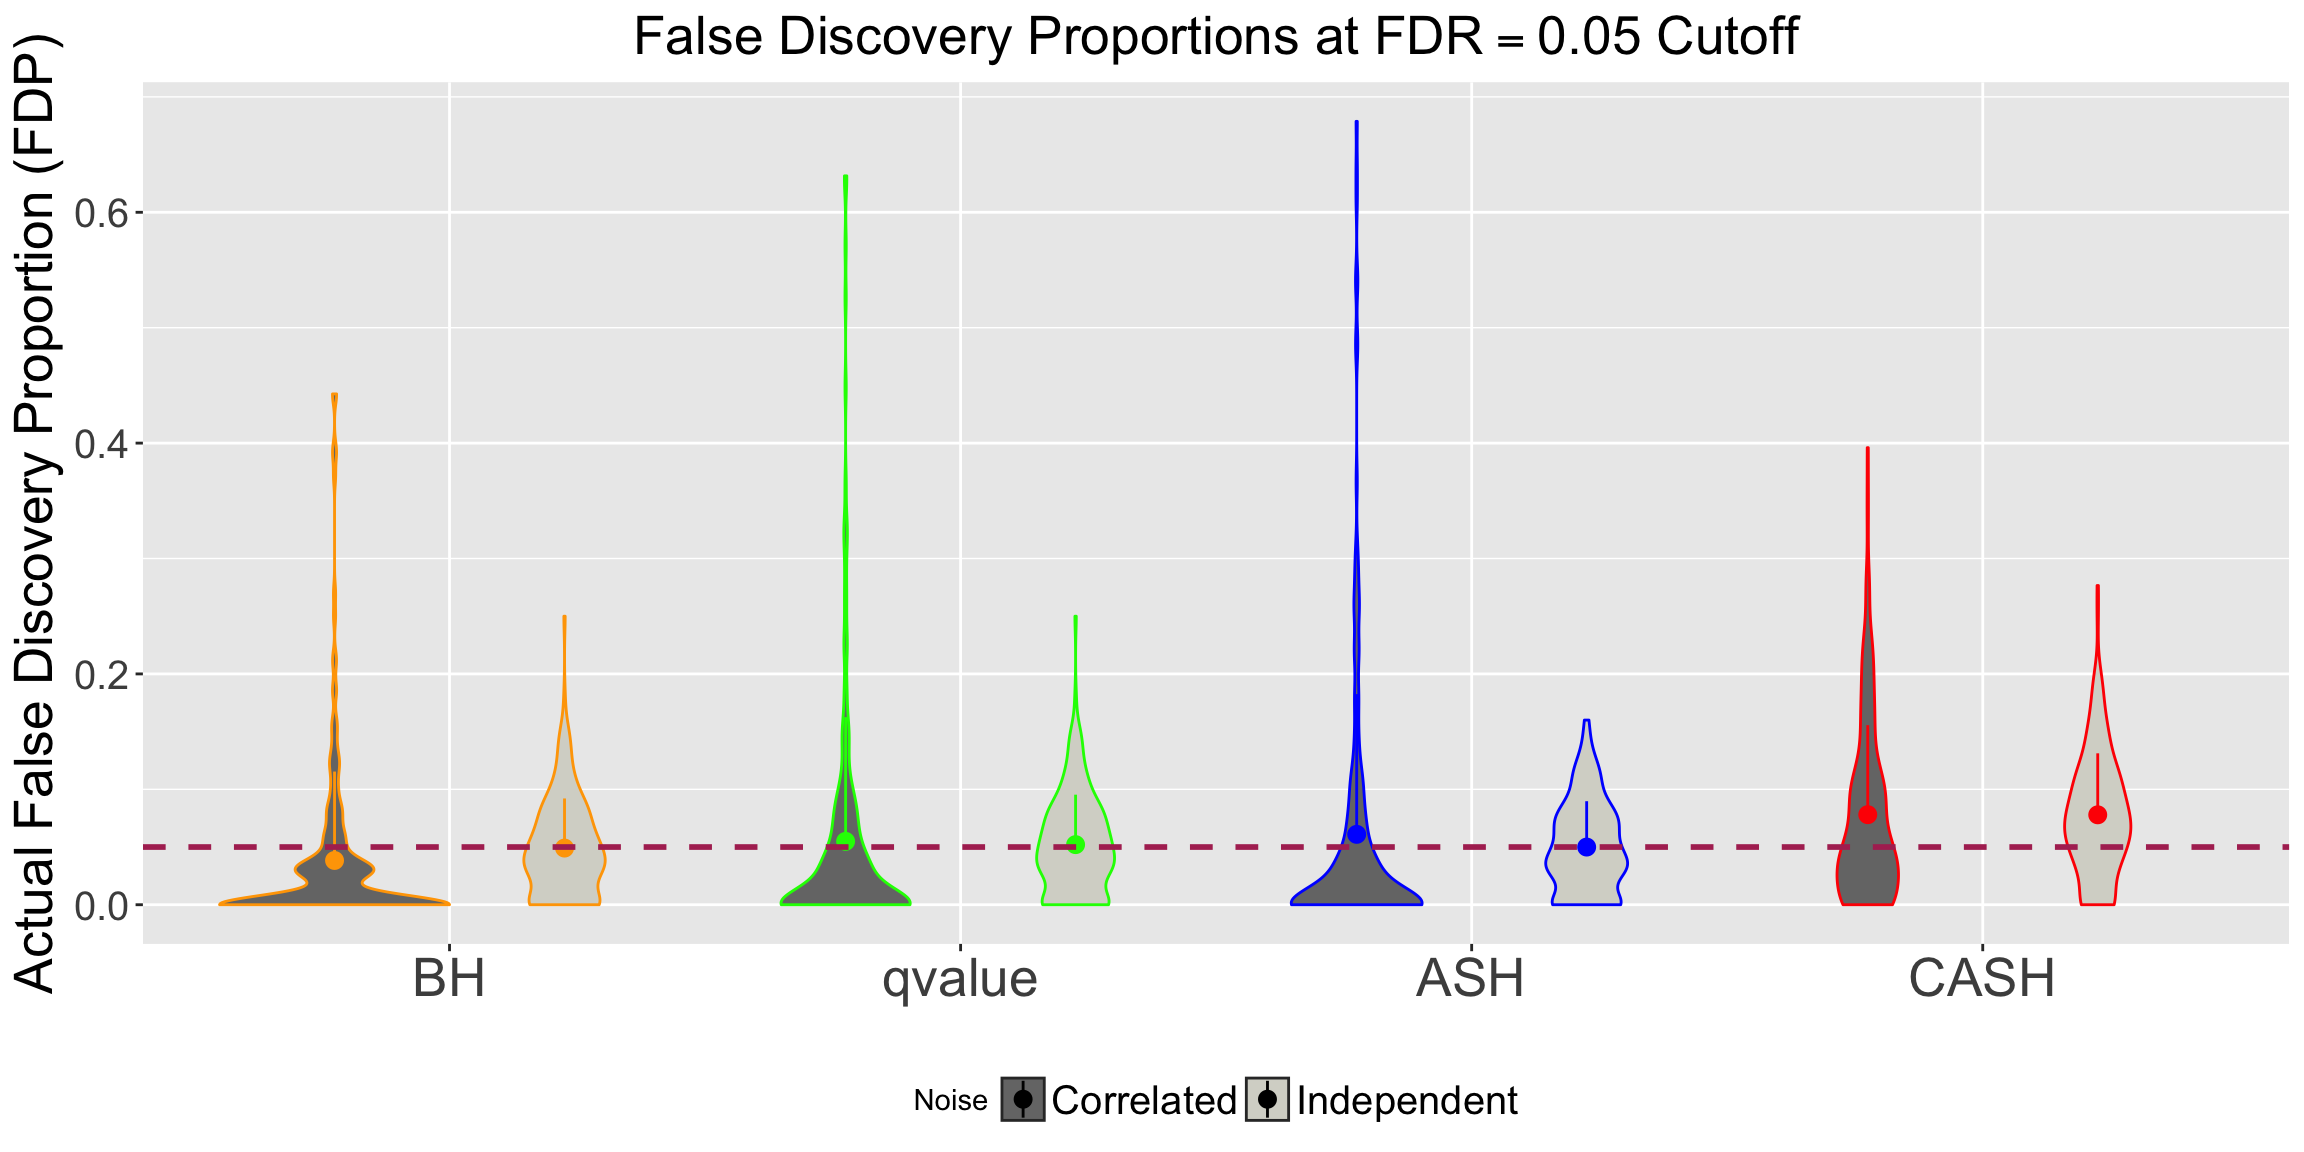 False Discovery Proportions at FDR = 0.05 Cutoff
Actual False Discovery Proportion (FDP)
0.6
0.4
0.2
0.0
BH qvalue ASH CASH
Noise Correlated Independent